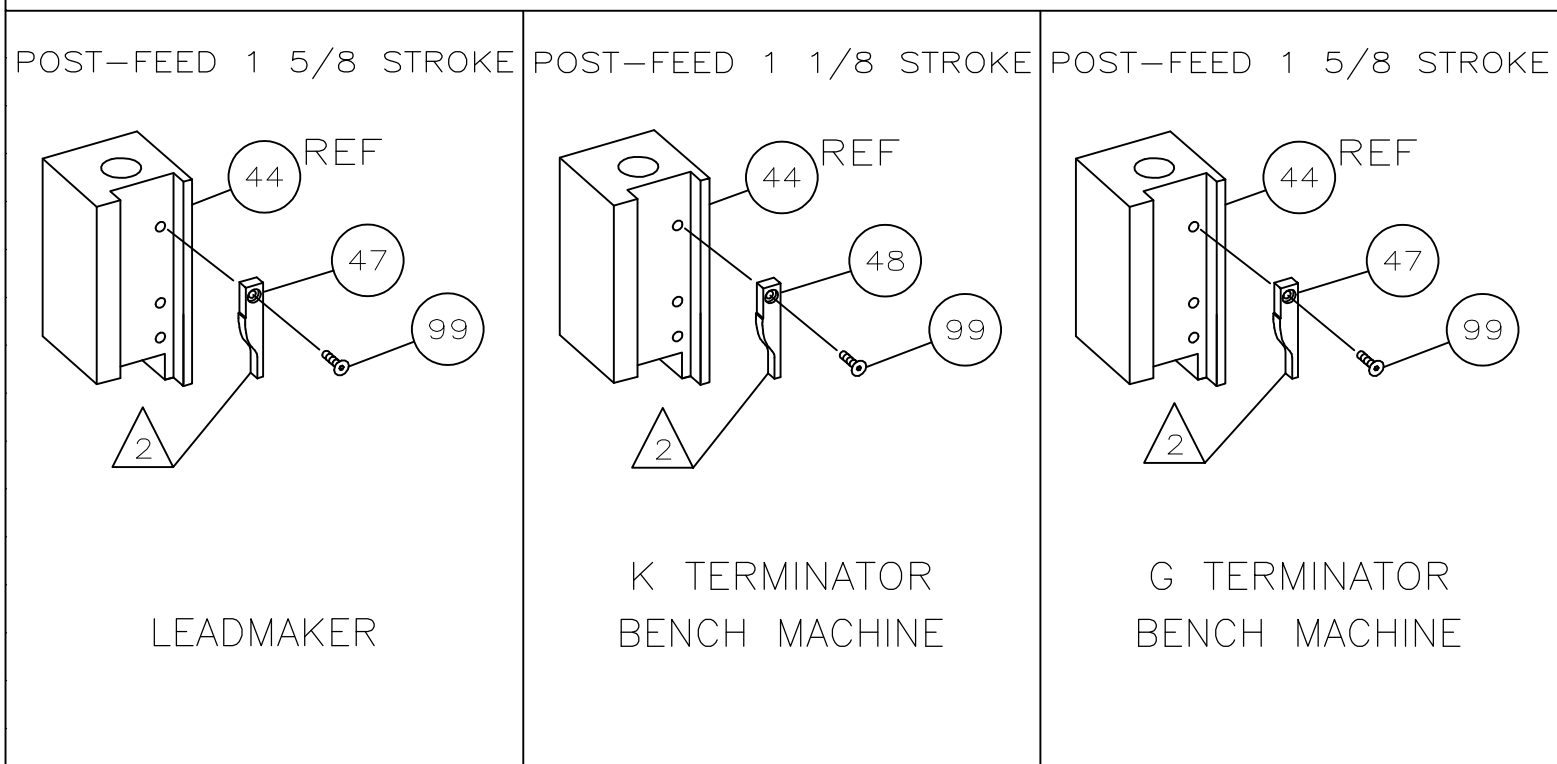 POST-FEED 1 5/8 STROKE
44 REF
47
99
2
LEADMAKER
POST-FEED 1 1/8 STROKE
44 REF
48
99
2
K TERMINATOR
BENCH MACHINE
POST-FEED 1 5/8 STROKE
44 REF
47
99
2
G TERMINATOR
BENCH MACHINE